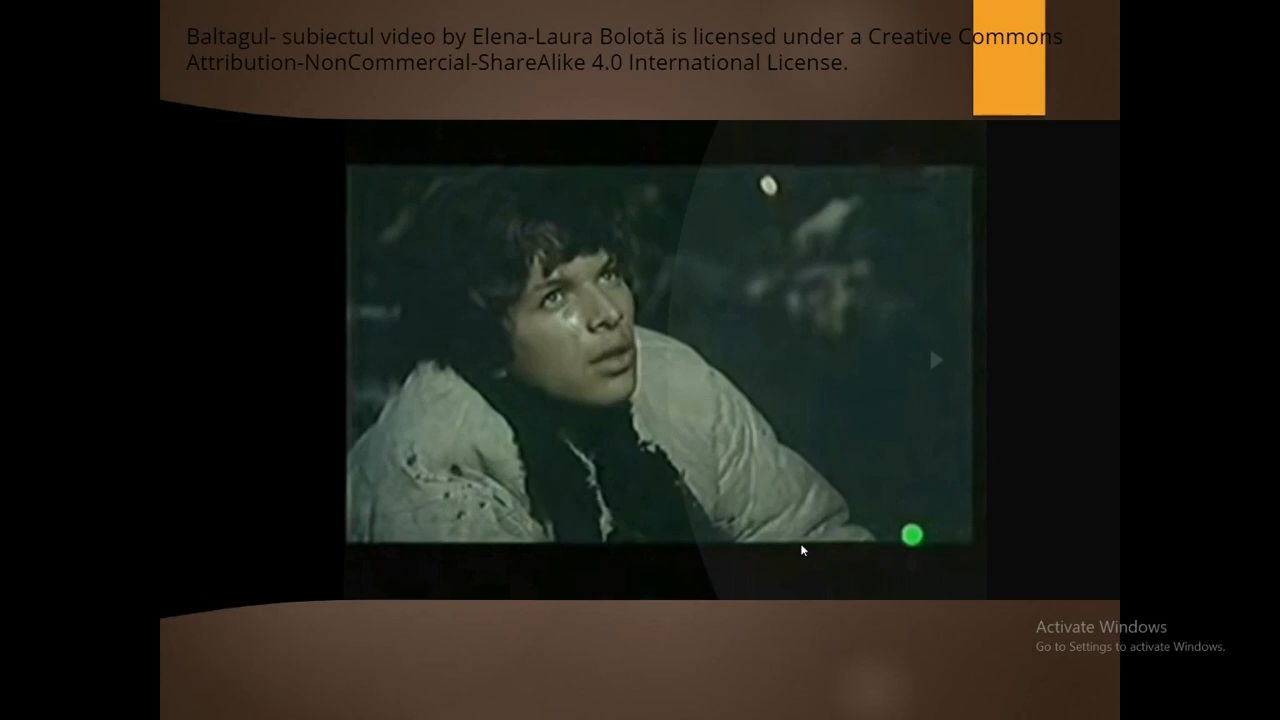 Baltagul- subiectul video by Elena-Laura Bolotă is licensed under a Creative Commons
Attribution-NonCommercial-ShareAlike 4.0 International License.
Activate Windows
Go to Settings to activate Windows.